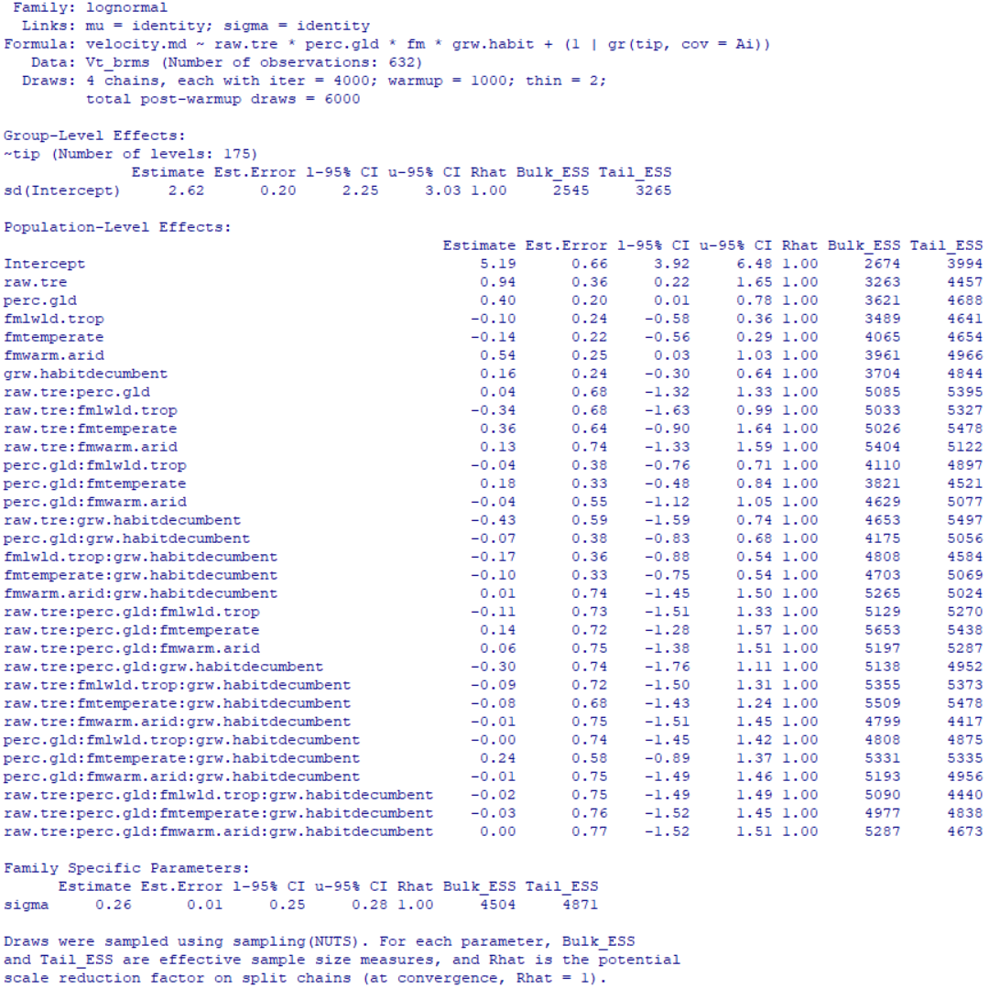 Family: lognormal
Links: mu = identity; sigma = identity
Formula: velocity.md ~ raw.tre * perc.gld * fm * grw.habit + (1 | gr(tip, cov = Ai))
Data: Vt_brms (Number of observations: 632)
Draws: 4 chains, each with iter = 4000; warmup = 1000; thin = 2;
total post-warmup draws = 6000
Group-Level Effects:
~tip (Number of levels: 175)
Estimate Est.Error l-95% CI u-95% CI Rhat Bulk_ESS Tail_ESS
sd(Intercept) 2.62 0.20 2.25 3.03 1.00 2545 3265
Population-Level Effects:
Estimate Est.Error l-95% CI u-95% CI Rhat Bulk_ESS Tail_ESS
Intercept 5.19 0.66 3.92 6.48 1.00 2674 3994
raw.tre 0.94 0.36 0.22 1.65 1.00 3263 4457
perc.gld 0.40 0.20 0.01 0.78 1.00 3621 4688
fmlwld.trop -0.10 0.24 -0.58 0.36 1.00 3489 4641
fmtemperate -0.14 0.22 -0.56 0.29 1.00 4065 4654
fmwarm.arid 0.54 0.25 0.03 1.03 1.00 3961 4966
grw.habitdecumbent 0.16 0.24 -0.30 0.64 1.00 3704 4844
raw.tre:perc.gld 0.04 0.68 -1.32 1.33 1.00 5085 5395
raw.tre:fmlwld.trop -0.34 0.68 -1.63 0.99 1.00 5033 5327
raw.tre:fmtemperate 0.36 0.64 -0.90 1.64 1.00 5026 5478
raw.tre:fmwarm.arid 0.13 0.74 -1.33 1.59 1.00 5404 5122
perc.gld:fmlwld.trop -0.04 0.38 -0.76 0.71 1.00 4110 4897
perc.gld:fmtemperate 0.18 0.33 -0.48 0.84 1.00 3821 4521
perc.gld:fmwarm.arid -0.04 0.55 -1.12 1.05 1.00 4629 5077
raw.tre:grw.habitdecumbent -0.43 0.59 -1.59 0.74 1.00 4653 5497
perc.gld:grw.habitdecumbent -0.07 0.38 -0.83 0.68 1.00 4175 5056
fmlwld.trop:grw.habitdecumbent -0.17 0.36 -0.88 0.54 1.00 4808 4584
fmtemperate:grw.habitdecumbent -0.10 0.33 -0.75 0.54 1.00 4703 5069
fmwarm.arid:grw.habitdecumbent 0.01 0.74 -1.45 1.50 1.00 5265 5024
raw.tre:perc.gld:fmlwld.trop -0.11 0.73 -1.51 1.33 1.00 5129 5270
raw.tre:perc.gld:fmtemperate 0.14 0.72 -1.28 1.57 1.00 5653 5438
raw.tre:perc.gld:fmwarm.arid 0.06 0.75 -1.38 1.51 1.00 5197 5287
raw.tre:perc.gld:grw.habitdecumbent -0.30 0.74 -1.76 1.11 1.00 5138 4952
raw.tre:fmlwld.trop:grw.habitdecumbent -0.09 0.72 -1.50 1.31 1.00 5355 5373
raw.tre:fmtemperate:grw.habitdecumbent -0.08 0.68 -1.43 1.24 1.00 5509 5478
raw.tre:fmwarm.arid:grw.habitdecumbent -0.01 0.75 -1.51 1.45 1.00 4799 4417
perc.gld:fmlwld.trop:grw.habitdecumbent -0.00 0.74 -1.45 1.42 1.00 4808 4875
perc.gld:fmtemperate:grw.habitdecumbent 0.24 0.58 -0.89 1.37 1.00 5331 5335
perc.gld:fmwarm.arid:grw.habitdecumbent -0.01 0.75 -1.49 1.46 1.00 5193 4956
raw.tre:perc.gld:fmlwld.trop:grw.habitdecumbent -0.02 0.75 -1.49 1.49 1.00 5090 4440
raw.tre:perc.gld:fmtemperate:grw.habitdecumbent -0.03 0.76 -1.52 1.45 1.00 4977 4838
raw.tre:perc.gld:fmwarm.arid:grw.habitdecumbent 0.00 0.77 -1.52 1.51 1.00 5287 4673
Family Specific Parameters:
Estimate Est.Error l-95% CI u-95% CI Rhat Bulk_ESS Tail_ESS
sigma 0.26 0.01 0.25 0.28 1.00 4504 4871
Draws were sampled using sampling(NUTS). For each parameter, Bulk_ESS
and Tail_ESS are effective sample size measures, and Rhat is the potential
scale reduction factor on split chains (at convergence, Rhat = 1).